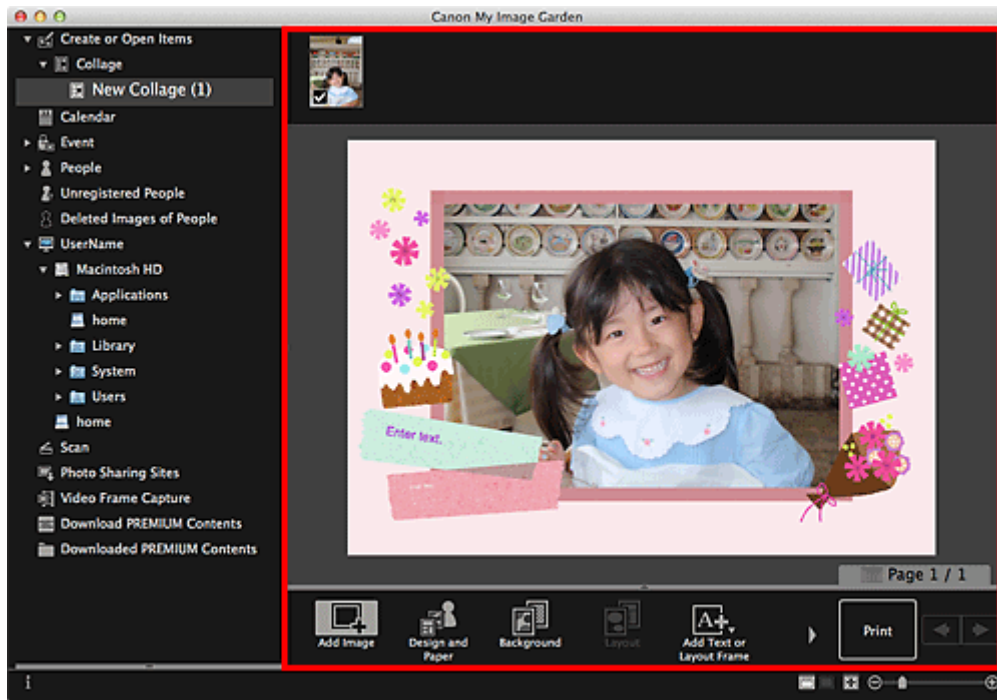 Canon My Image Garden
Create or Open Items
Collage
New Collage (1)
Calendar
Event
People
Unregistered People
Deleted Images of People
UserName
Macintosh HD
Applications
home
Library
System
Users
home
Scan
Photo Sharing Sites
Video Frame Capture
Download PREMIUM Contents
Downloaded PREMIUM Contents
Enter text.
Page 1 / 1
Add Image
Design and
Paper
Background
Layout
Add Text or
Layout Frame
Print